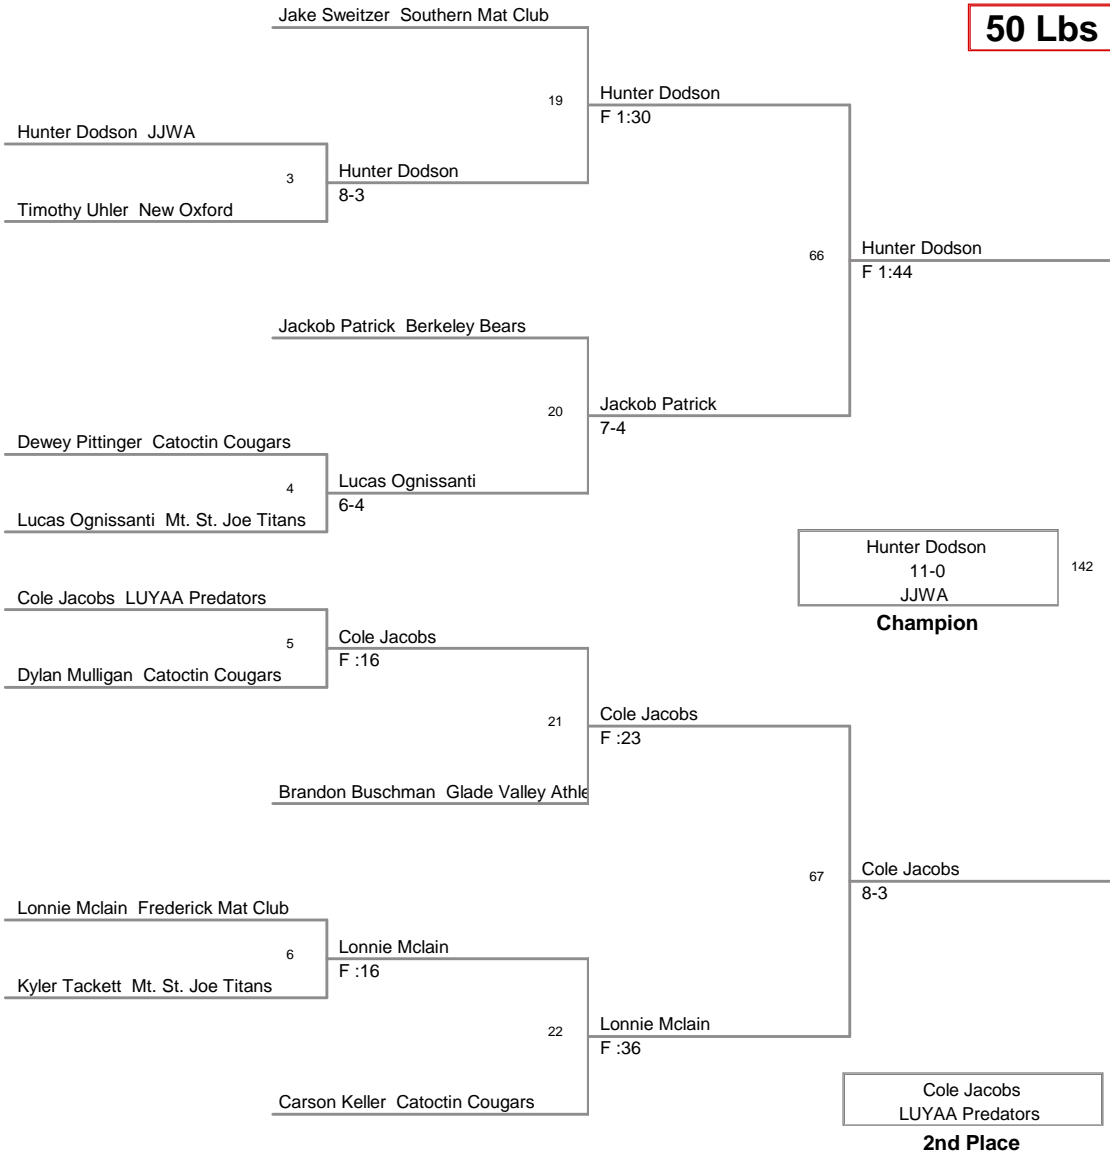 Jake Sweitzer  Southern Mat Club
50 Lbs
19
Hunter Dodson
F 1:30
Hunter Dodson  JJWA
3
Hunter Dodson
8-3
Timothy Uhler  New Oxford
66
Hunter Dodson
F 1:44
Jackob Patrick  Berkeley Bears
20
Jackob Patrick
7-4
Dewey Pittinger  Catoctin Cougars
4
Lucas Ognissanti
6-4
Lucas Ognissanti  Mt. St. Joe Titans
Hunter Dodson
11-0
JJWA
142
Champion
Cole Jacobs  LUYAA Predators
5
Cole Jacobs
F :16
Dylan Mulligan  Catoctin Cougars
21
Cole Jacobs
F :23
Brandon Buschman  Glade Valley Athle
67
Cole Jacobs
8-3
Lonnie Mclain  Frederick Mat Club
6
Lonnie Mclain
F :16
Kyler Tackett  Mt. St. Joe Titans
22
Lonnie Mclain
F :36
Carson Keller  Catoctin Cougars
Cole Jacobs
LUYAA Predators
2nd Place